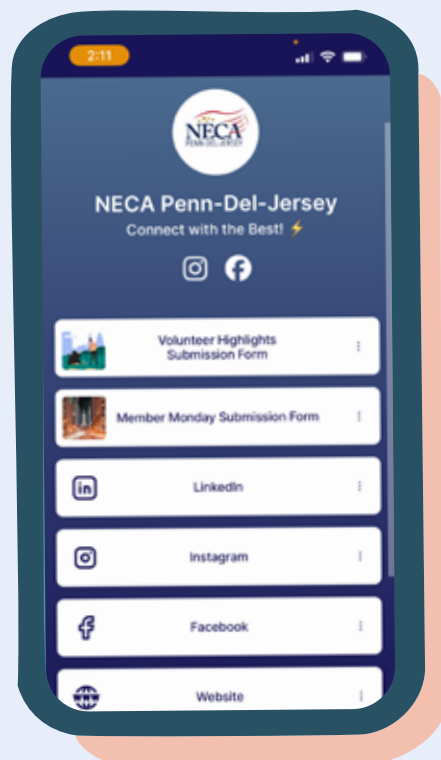 2:11
NECA
PENN-DEL-JERSEY
NECA Penn-Del-Jersey
Connect with the Best! ⚡
Volunteer Highlights
Submission Form
Member Monday Submission Form
in
LinkedIn
Instagram
Facebook
Website